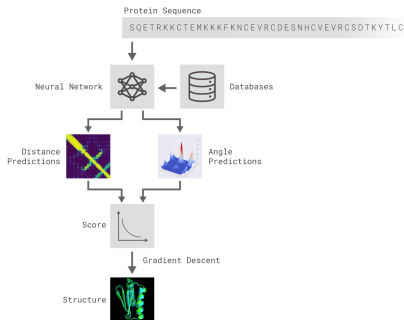 Protein Sequence
SQETRKKCTEMKKKFKNCEVRCDESNHCVEVRCSDTKYTLC
Neural Network
Databases
Distance
Predictions
Angle
Predictions
Score
Gradient Descent
Structure